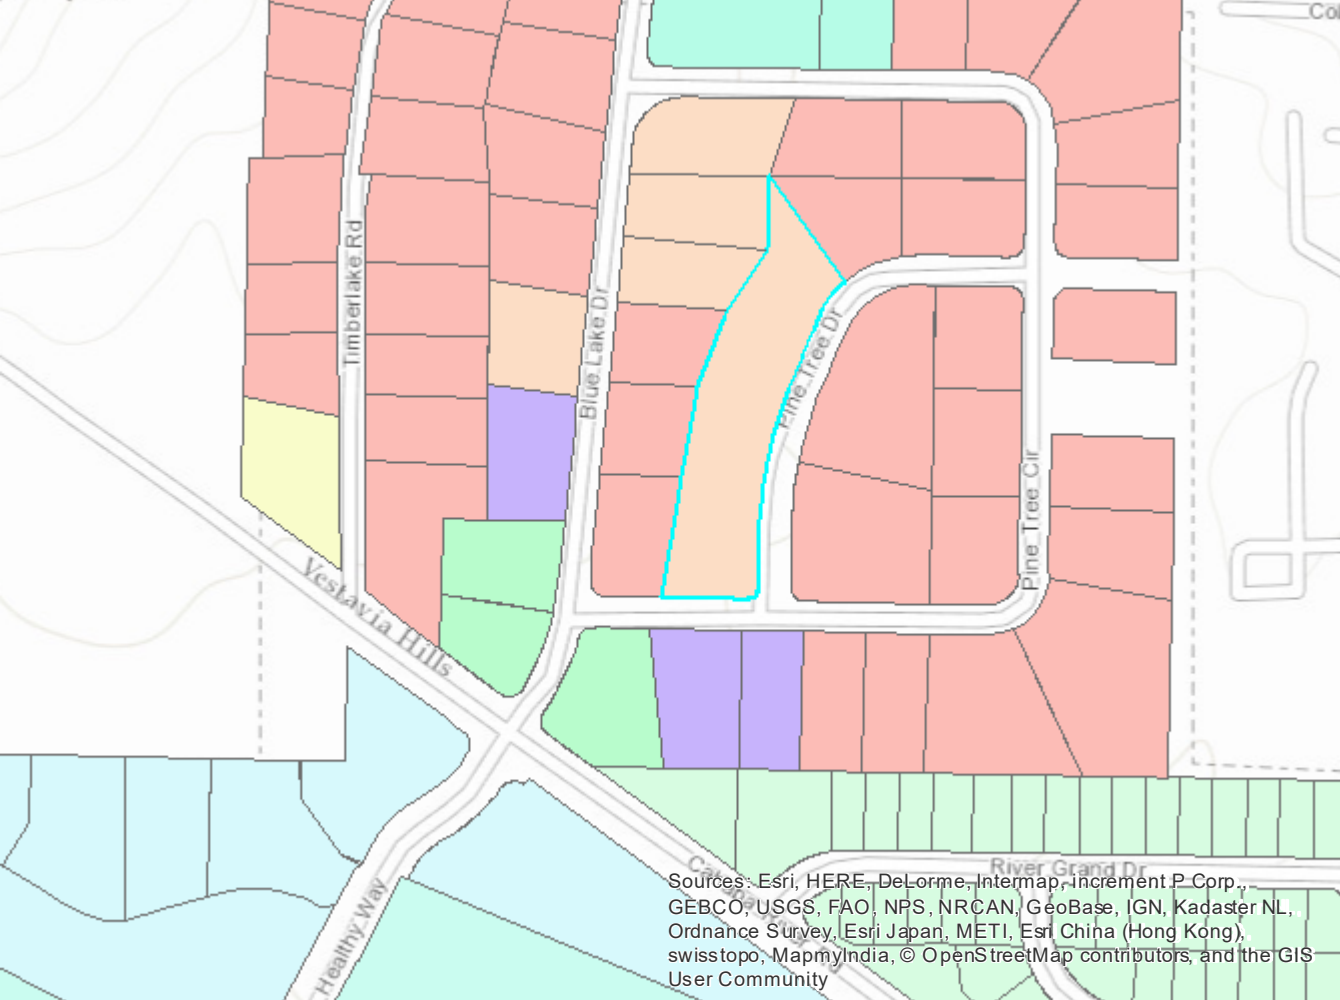 Timberlake Rd
Blue Lake Dr
Pine Tree Dr
Pine Tree Cir
Vestavia Hills
River Grand Dr
Healthy Way
Sources: Esri, HERE, DeLorme, Intermap, increment P Corp.,
GEBCO, USGS, FAO, NPS, NRCAN, GeoBase, IGN, Kadaster NL,
Ordnance Survey, Esri Japan, METI, Esri China (Hong Kong),
swisstopo, MapmyIndia, © OpenStreetMap contributors, and the GIS
User Community